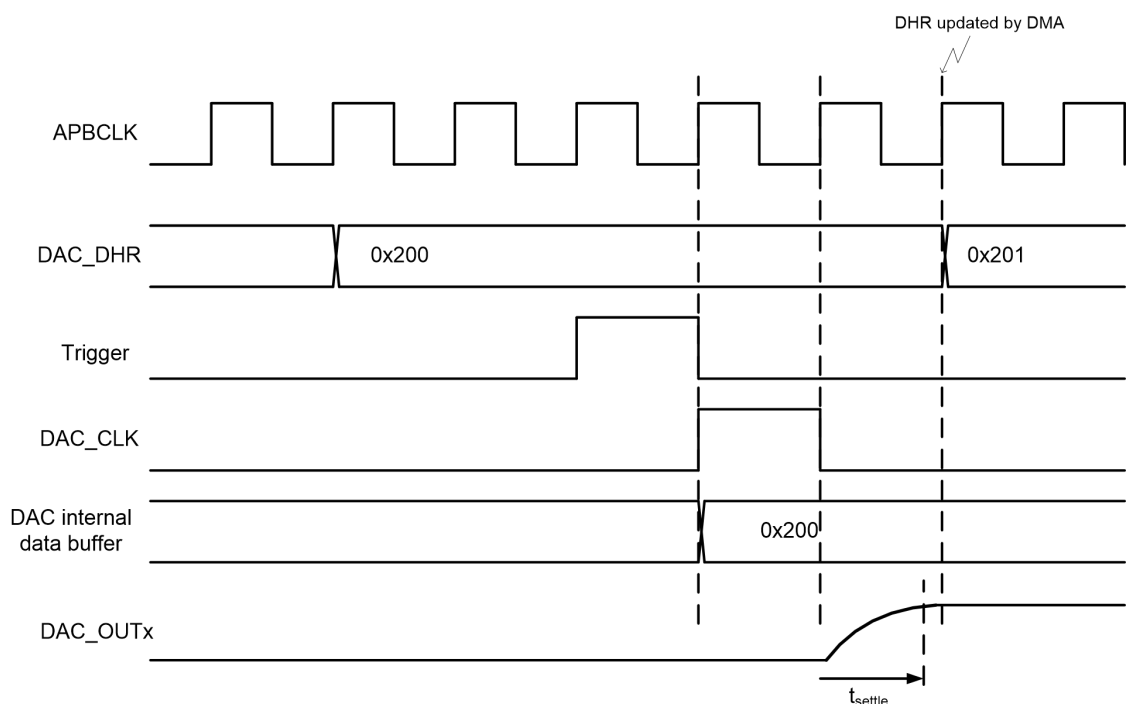 DHR updated by DMA
APBCLK
DAC_DHR
0x200
0x201
Trigger
DAC_CLK
DAC internal
data buffer
0x200
DAC_OUTx
tsettle